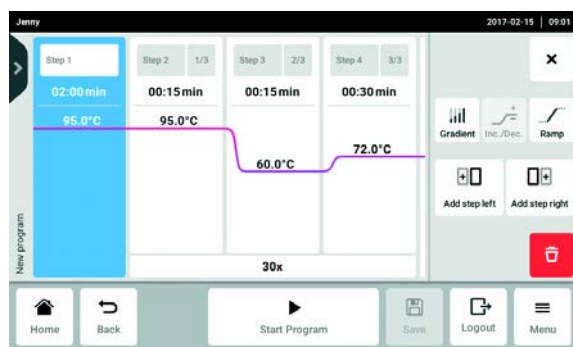 Jenny 2017-02-15 | 09:01
Step 1 Step 2 1/3 Step 3 2/3 Step 4 3/3
02:00 min 00:15 min 00:15 min 00:30 min
95.0°C 95.0°C 60.0°C 72.0°C
30x
New program
Gradient Inc./Dec. Ramp
Add step left Add step right
Home Back Start Program Save Logout Menu